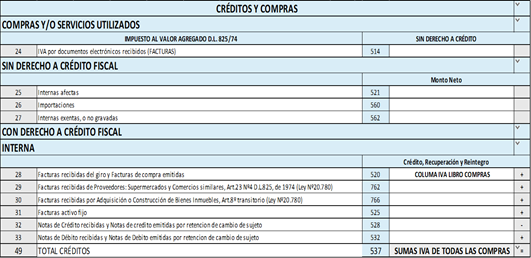 CRÉDITOS Y COMPRAS
COMPRAS Y/O SERVICIOS UTILIZADOS
IMPUESTO AL VALOR AGREGADO D.L. 825/74 SIN DERECHO A CRÉDITO
24 IVA por documentos electrónicos recibidos (FACTURAS) 514
SIN DERECHO A CRÉDITO FISCAL
Monto Neto
25 Internas afectas 521
26 Importaciones 560
27 Internas exentas, o no gravadas 562
CON DERECHO A CRÉDITO FISCAL
INTERNA
Crédito, Recuperación y Reintegro
28 Facturas recibidas del giro y Facturas de compra emitidas 520 COLUMA IVA LIBRO COMPRAS +
29 Facturas recibidas de Proveedores: Supermercados y Comercios similares, Art.23 Nº4 D.L.825, de 1974 (Ley Nº20.780) 762 +
30 Facturas recibidas por Adquisición o Construcción de Bienes Inmuebles, Art.8º transitorio (Ley Nº20.780) 766 +
31 Facturas activo fijo 525 +
32 Notas de Crédito recibidas y Notas de credito emitidas por retencion de cambio de sujeto 528 -
33 Notas de Débito recibidas y Notas de Debito emitidas por retencion de cambio de sujeto 532 +
49 TOTAL CRÉDITOS 537 SUMAS IVA DE TODAS LAS COMPRAS =